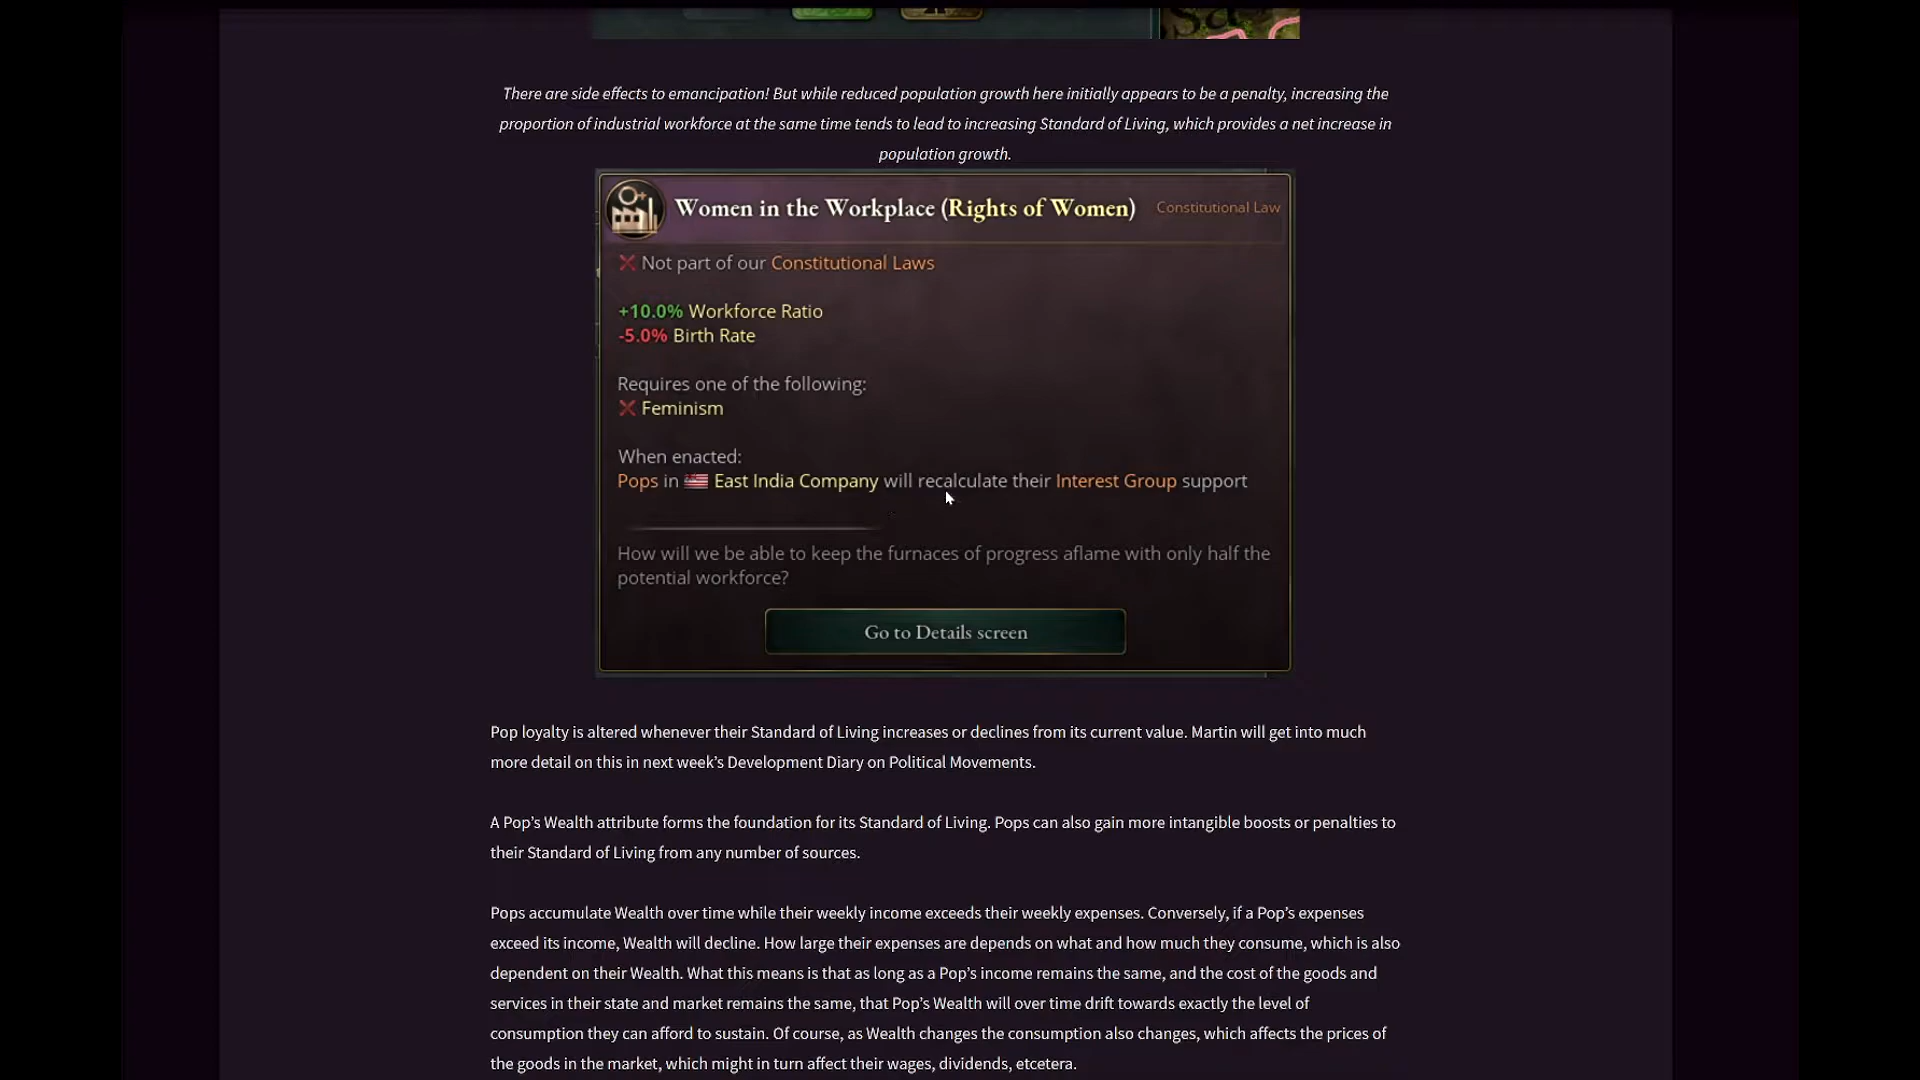 There are side effects to emancipation! But while reduced population growth here initially appears to be a penalty, increasing the
proportion of industrial workforce at the same time tends to lead to increasing Standard of Living, which provides a net increase in
population growth.
Women in the Workplace (Rights of Women) Constitutional Law
Not part of our Constitutional Laws
+10.0% Workforce Ratio
-5.0% Birth Rate
Requires one of the following:
Feminism
When enacted:
Pops in East India Company will recalculate their Interest Group support
How will we be able to keep the furnaces of progress aflame with only half the
potential workforce?
Go to Details screen
Pop loyalty is altered whenever their Standard of Living increases or declines from its current value. Martin will get into much
more detail on this in next week’s Development Diary on Political Movements.
A Pop’s Wealth attribute forms the foundation for its Standard of Living. Pops can also gain more intangible boosts or penalties to
their Standard of Living from any number of sources.
Pops accumulate Wealth over time while their weekly income exceeds their weekly expenses. Conversely, if a Pop’s expenses
exceed its income, Wealth will decline. How large their expenses are depends on what and how much they consume, which is also
dependent on their Wealth. What this means is that as long as a Pop’s income remains the same, and the cost of the goods and
services in their state and market remains the same, that Pop’s Wealth will over time drift towards exactly the level of
consumption they can afford to sustain. Of course, as Wealth changes the consumption also changes, which affects the prices of
the goods in the market, which might in turn affect their wages, dividends, etcetera.